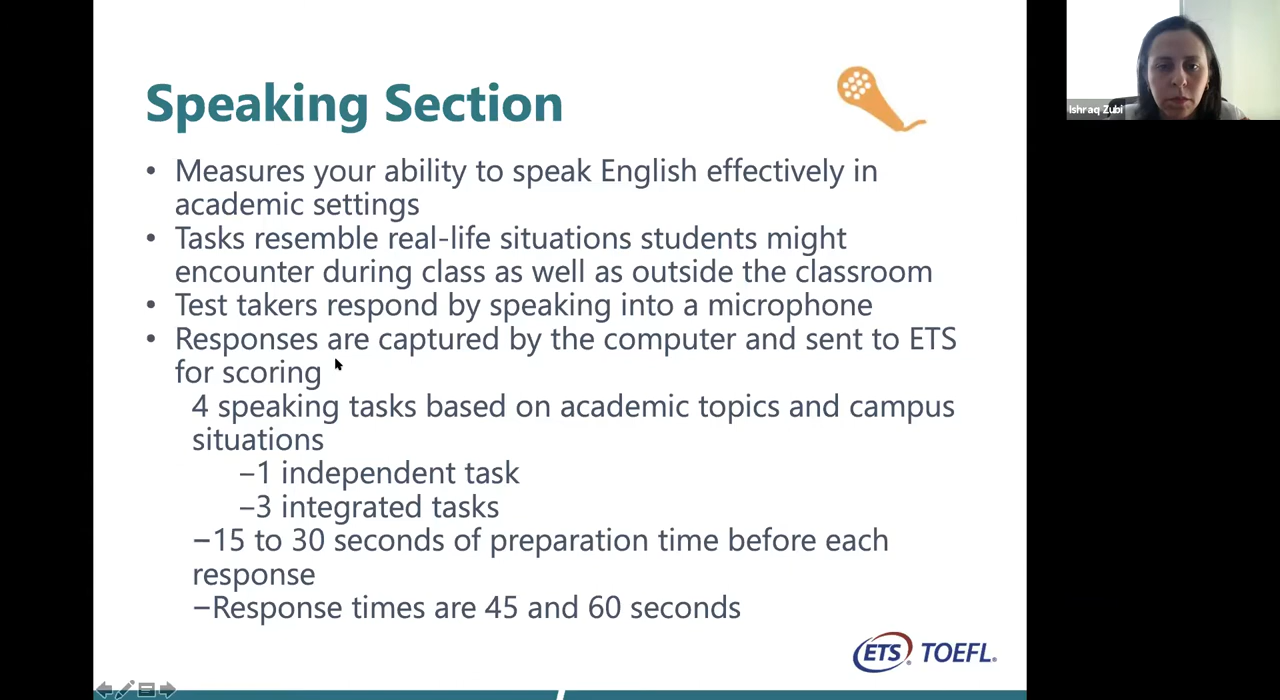 Speaking Section
• Measures your ability to speak English effectively in
academic settings
• Tasks resemble real-life situations students might
encounter during class as well as outside the classroom
• Test takers respond by speaking into a microphone
• Responses are captured by the computer and sent to ETS
for scoring
4 speaking tasks based on academic topics and campus
situations
–1 independent task
–3 integrated tasks
–15 to 30 seconds of preparation time before each
response
–Response times are 45 and 60 seconds
ETS® TOEFL®
Ishraq Zubi